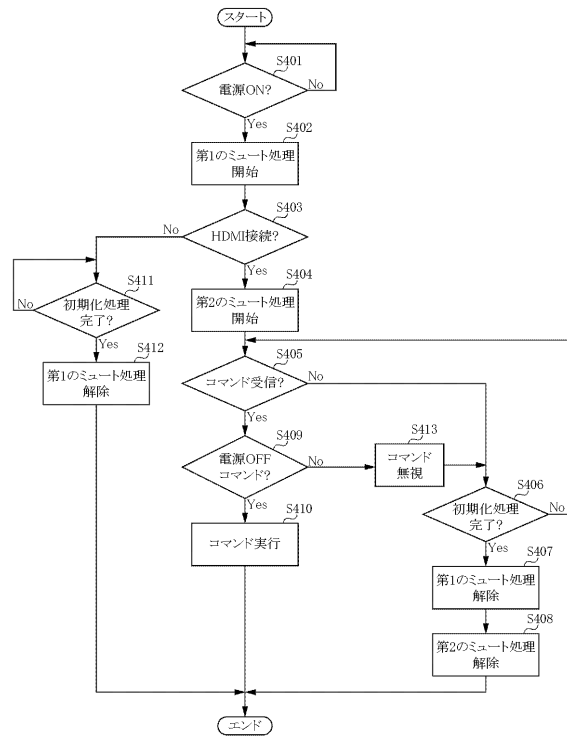 スタート
S401
電源ON?
No
Yes
S402
第1のミュート処理
開始
S403
No
HDMI接続?
Yes
S404
第2のミュート処理
開始
S411
No
初期化処理
完了?
Yes
S412
第1のミュート処理
解除
S405
コマンド受信?
No
Yes
S409
電源OFF
コマンド?
No
Yes
S413
コマンド
無視
S406
初期化処理
完了?
No
Yes
S410
コマンド実行
S407
第1のミュート処理
解除
S408
第2のミュート処理
解除
エンド